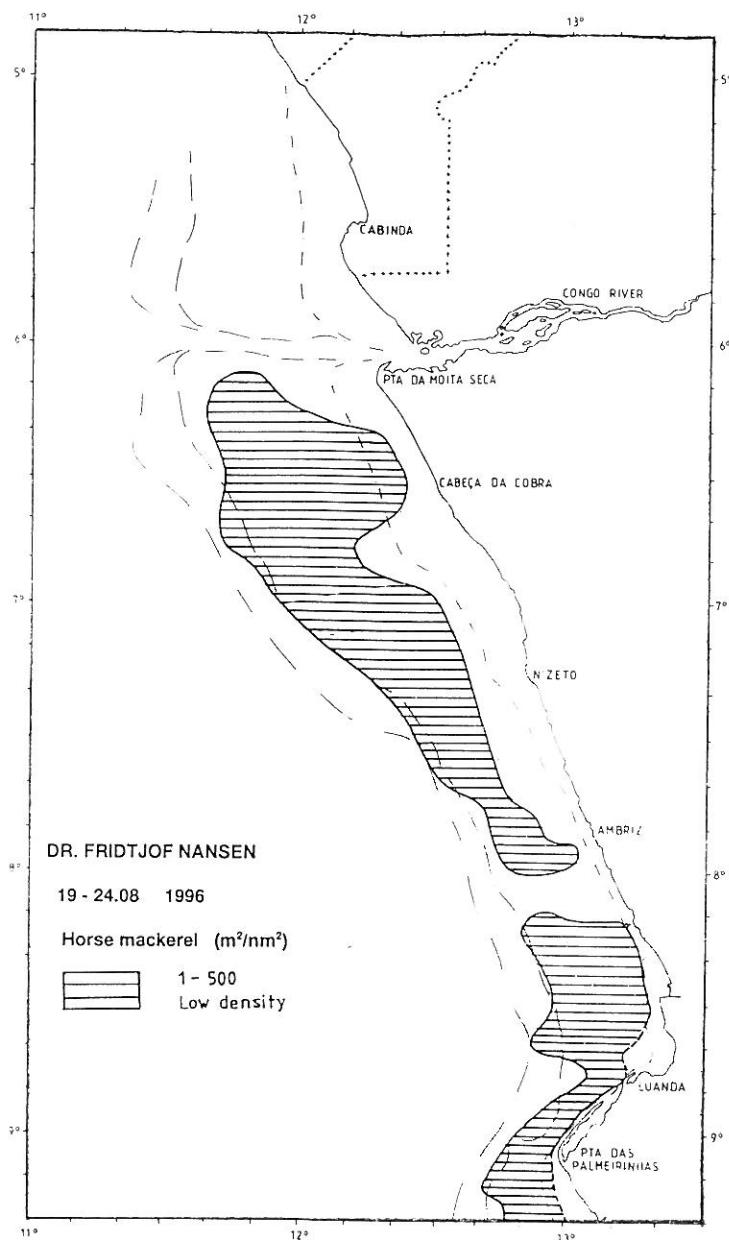 11°
12°
13°
5°
5°
CABINDA
CONGO RIVER
6°
6°
PTA DA MOITA SECA
CABEÇA DA COBRA
7°
7°
N'ZETO
AMBRIZ
DR. FRIDTJOF NANSEN
8°
8°
19 - 24.08 1996
Horse mackerel (m²/nm²)
1 - 500
Low density
LUANDA
9°
9°
PTA DAS
PALMEIRINHAS
11°
12°
13°